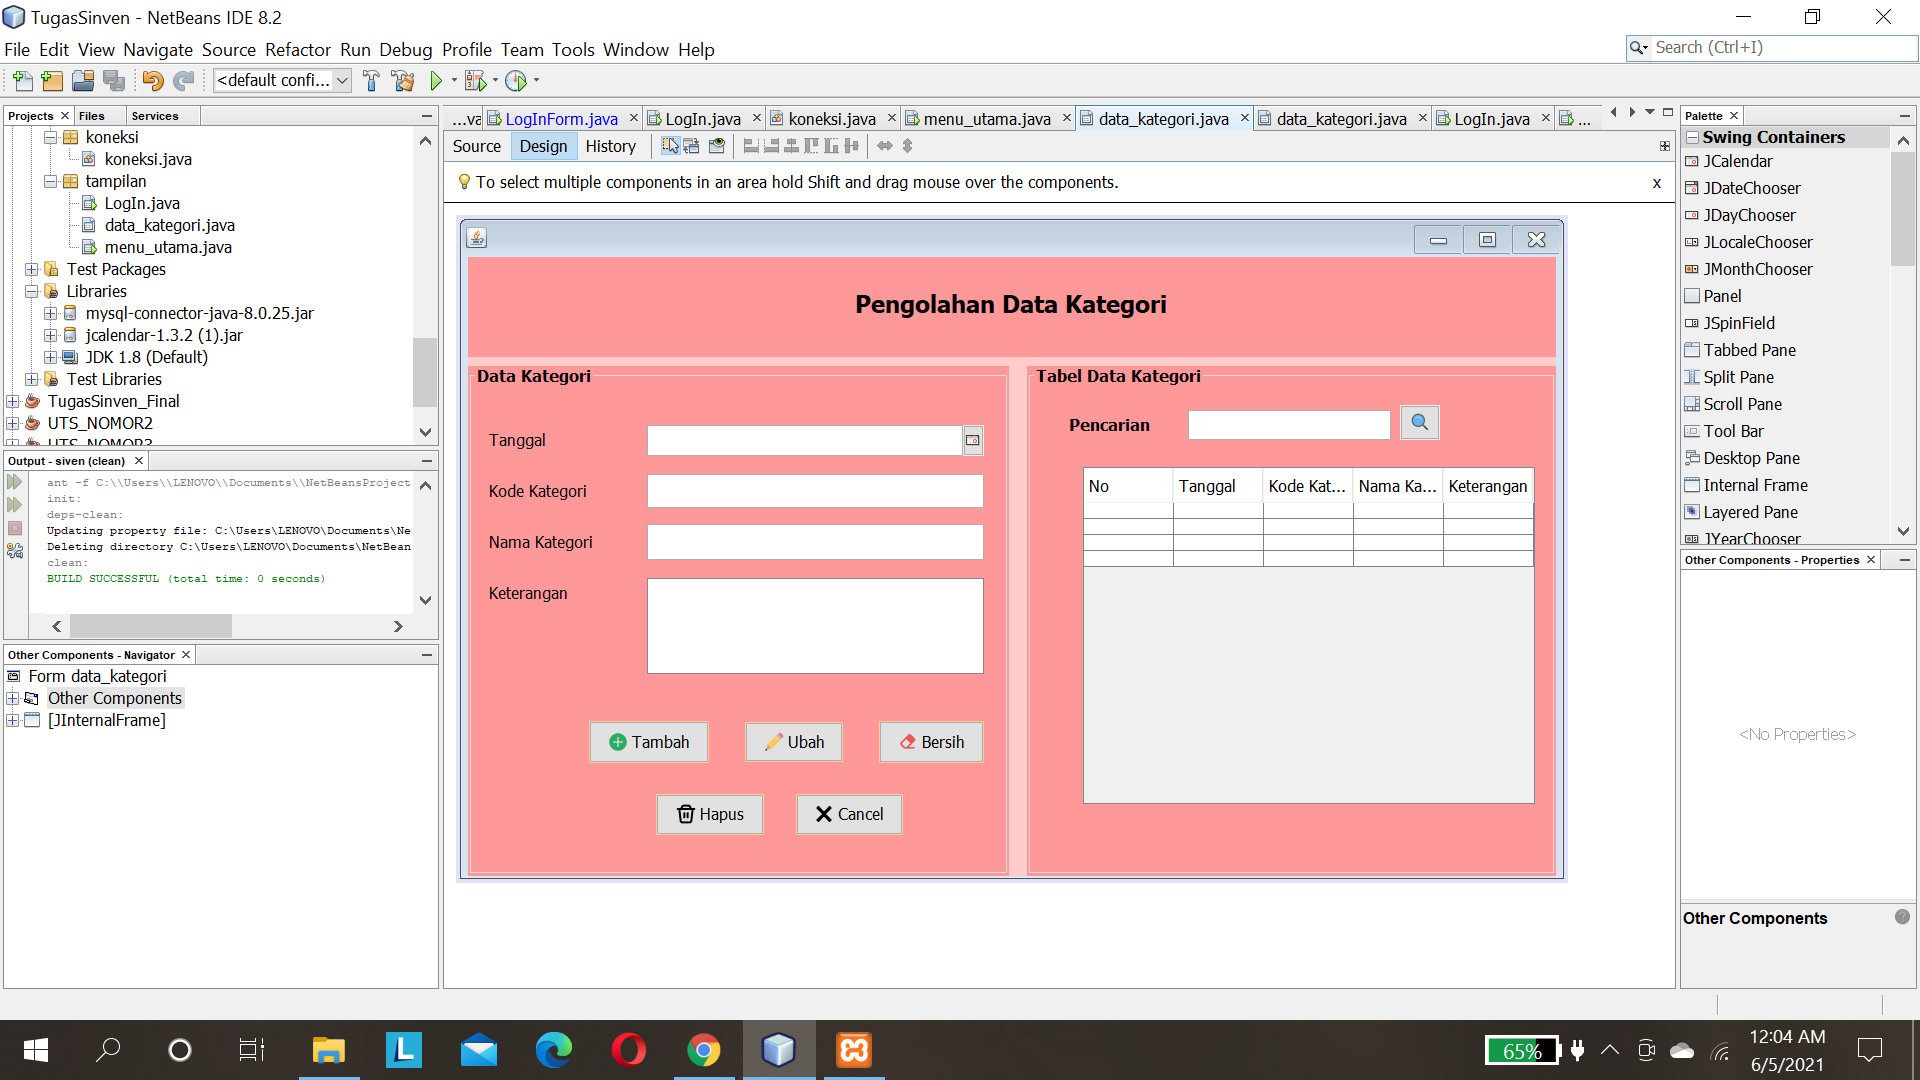 TugasSinven - NetBeans IDE 8.2
File Edit View Navigate Source Refactor Run Debug Profile Team Tools Window Help
Search (Ctrl+I)
<default confi...
Projects Files Services
koneksi
koneksi.java
tampilan
LogIn.java
data_kategori.java
menu_utama.java
Test Packages
Libraries
mysql-connector-java-8.0.25.jar
jcalendar-1.3.2 (1).jar
JDK 1.8 (Default)
Test Libraries
TugasSinven_Final
UTS_NOMOR2
UTS_NOMOR3
Output - siven (clean)
ant -f C:\\Users\\LENOVO\\Documents\\NetBeansProject
init:
deps-clean:
Updating property file: C:\Users\LENOVO\Documents\Ne
Deleting directory C:\Users\LENOVO\Documents\NetBean
clean:
BUILD SUCCESSFUL (total time: 0 seconds)
Other Components - Navigator
Form data_kategori
Other Components
[JInternalFrame]
...va LogInForm.java LogIn.java koneksi.java menu_utama.java data_kategori.java data_kategori.java LogIn.java ...
Source Design History
To select multiple components in an area hold Shift and drag mouse over the components.
x
Pengolahan Data Kategori
Data Kategori
Tanggal
Kode Kategori
Nama Kategori
Keterangan
Tambah Ubah Bersih
Hapus Cancel
Tabel Data Kategori
Pencarian
No Tanggal Kode Kat... Nama Ka... Keterangan
Palette
Swing Containers
JCalendar
JDateChooser
JDayChooser
JLocaleChooser
JMonthChooser
Panel
JSpinField
Tabbed Pane
Split Pane
Scroll Pane
Tool Bar
Desktop Pane
Internal Frame
Layered Pane
JYearChooser
Other Components - Properties
<No Properties>
Other Components
65%
12:04 AM
6/5/2021